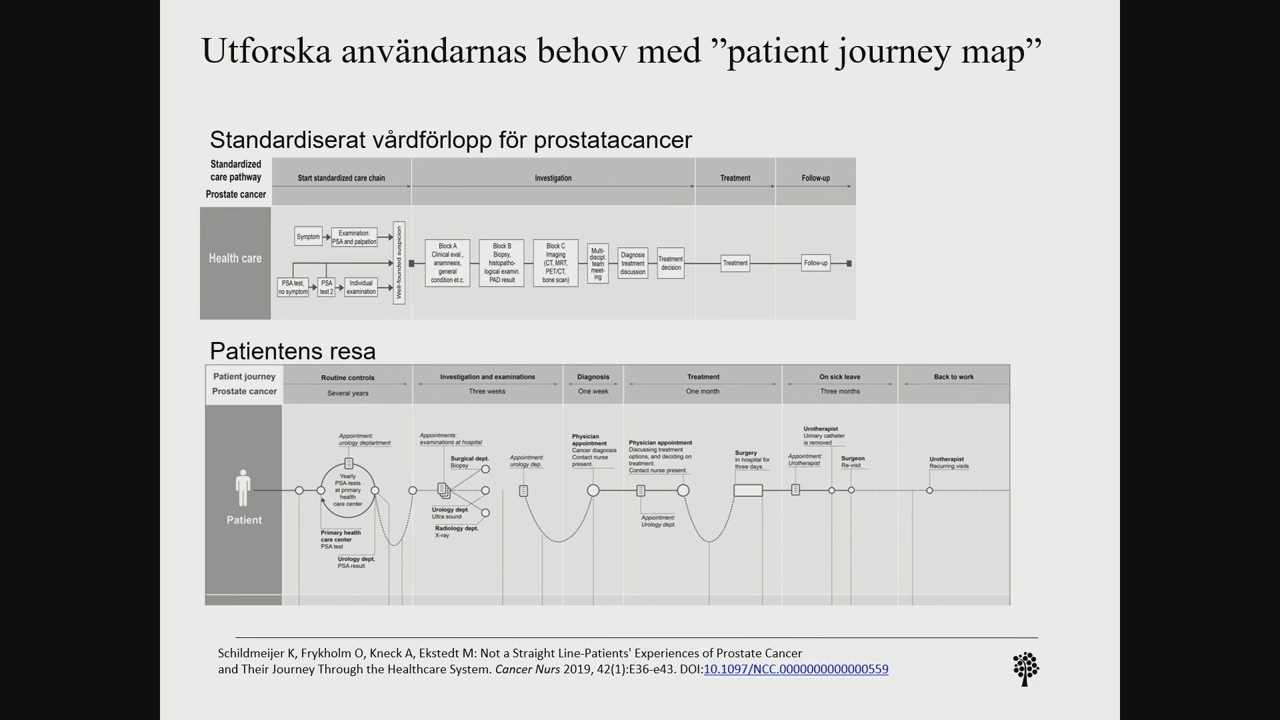 Utforska användarnas behov med ”patient journey map”
Standardiserat vårdförlopp för prostatacancer
Standardized
care pathway
Prostate cancer
Start standardized care chain
Investigation
Treatment
Follow-up
Health care
Symptom
Examination:
PSA and palpation
PSA test,
no symptom
PSA
test 2
Individual
examination
Well-founded suspicion
Block A
Clinical eval.,
anamnesis,
general
condition et.c.
Block B
Biopsy,
histopatho-
logical examin.
PAD result
Block C
Imaging
(CT, MRT,
PET/CT,
bone scan)
Multi-
discipl.
team
meet-
ing
Diagnosis
treatment
discussion
Treatment
decision
Treatment
Follow-up
Patientens resa
Patient journey
Prostate cancer
Routine controls
Several years
Investigation and examinations
Three weeks
Diagnosis
One week
Treatment
One month
On sick leave
Three months
Back to work
Patient
Appointment:
urology deptartment
Yearly
PSA-tests
at primary
health
care center
Primary health
care center
PSA test
Urology dept.
PSA result
Appointments:
examinations at hospital
Surgical dept.
Biopsy
Urology dept.
Ultra sound
Radiology dept.
X-ray
Appointment:
urology dep.
Physician
appointment
Cancer diagnosis
Contact nurse
present.
Physician appointment
Discussing treatment
options, and deciding on
treatment.
Contact nurse present.
Appointment:
Urology dept.
Surgery
In hospital for
three days.
Appointment:
Urotherapist
Urotherapist
Urinary catheter
is removed
Surgeon
Re-visit
Urotherapist
Recurring visits
Schildmeijer K, Frykholm O, Kneck A, Ekstedt M: Not a Straight Line-Patients' Experiences of Prostate Cancer
and Their Journey Through the Healthcare System. Cancer Nurs 2019, 42(1):E36-e43. DOI:10.1097/NCC.0000000000000559